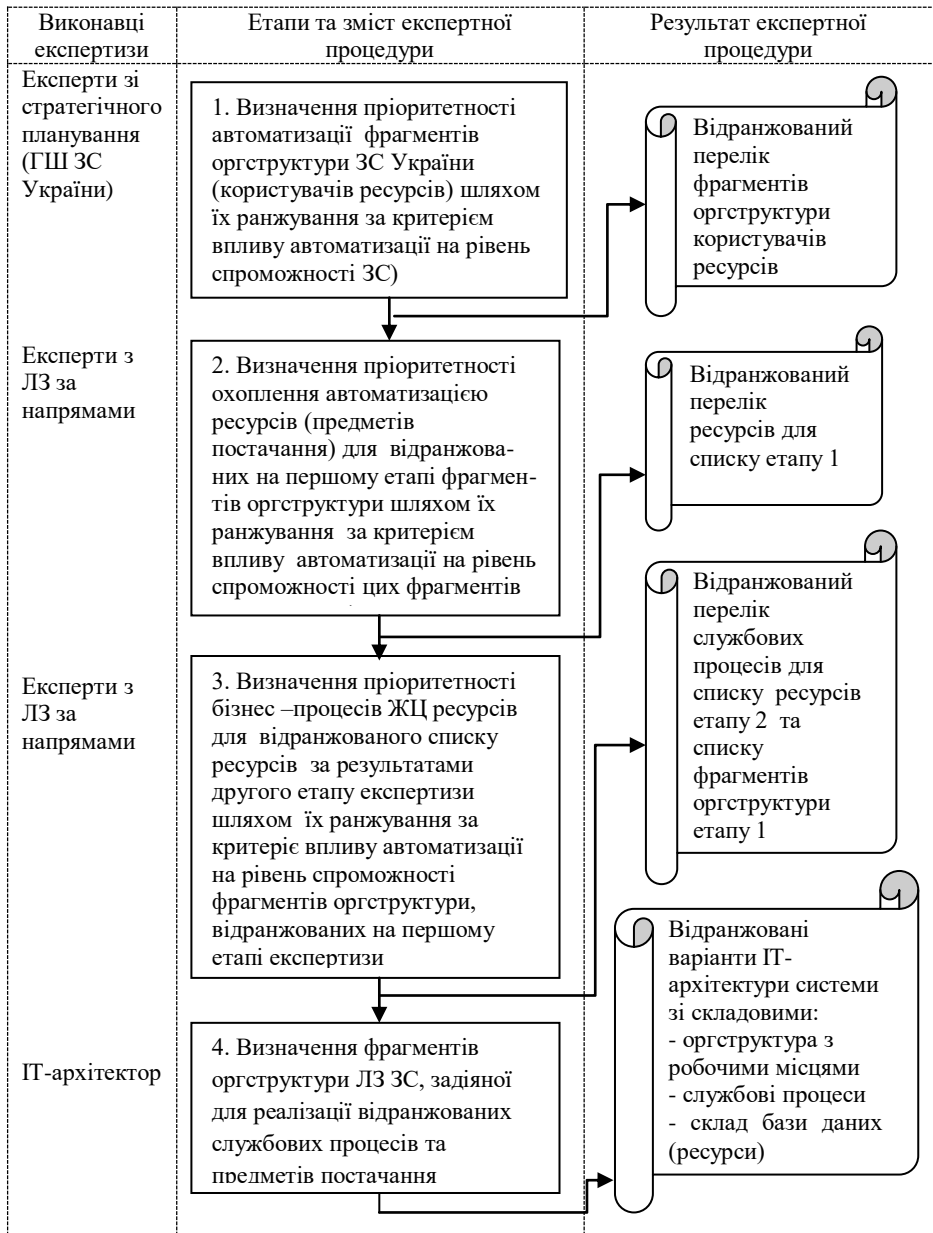 Виконавці
експертизи
Етапи та зміст експертної
процедури
Результат експертної
процедури
Експерти зі
стратегічного
планування
(ГШ ЗС
України)
1. Визначення пріоритетності
автоматизації фрагментів
оргструктури ЗС України
(користувачів ресурсів) шляхом
їх ранжування за критерієм
впливу автоматизації на рівень
спроможності ЗС)
Відранжований
перелік
фрагментів
оргструктури
користувачів
ресурсів
Експерти з
ЛЗ за
напрямами
2. Визначення пріоритетності
охоплення автоматизацією
ресурсів (предметів
постачання) для відранжова-
них на першому етапі фрагмен-
тів оргструктури шляхом їх
ранжування за критерієм
впливу автоматизації на рівень
спроможності цих фрагментів
Відранжований
перелік
ресурсів для
списку етапу 1
Експерти з
ЛЗ за
напрямами
3. Визначення пріоритетності
бізнес –процесів ЖЦ ресурсів
для відранжованого списку
ресурсів за результатами
другого етапу експертизи
шляхом їх ранжування за
критеріє впливу автоматизації
на рівень спроможності
фрагментів оргструктури,
відранжованих на першому
етапі експертизи
Відранжований
перелік
службових
процесів для
списку ресурсів
етапу 2 та
списку
фрагментів
оргструктури
етапу 1
ІТ-архітектор
4. Визначення фрагментів
оргструктури ЛЗ ЗС, задіяної
для реалізації відранжованих
службових процесів та
предметів постачання
Відранжовані
варіанти ІТ-
архітектури системи
зі складовими:
- оргструктура з
робочими місцями
- службові процеси
- склад бази даних
(ресурси)